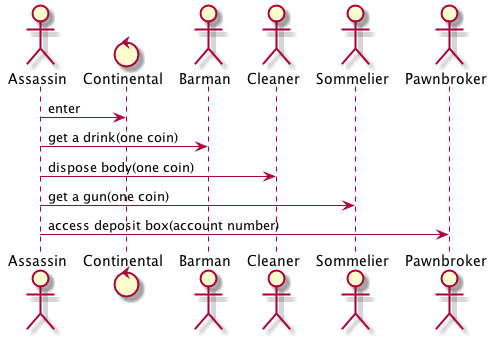 Assassin Continental Barman Cleaner Sommelier Pawnbroker
enter
get a drink(one coin)
dispose body(one coin)
get a gun(one coin)
access deposit box(account number)
Assassin Continental Barman Cleaner Sommelier Pawnbroker